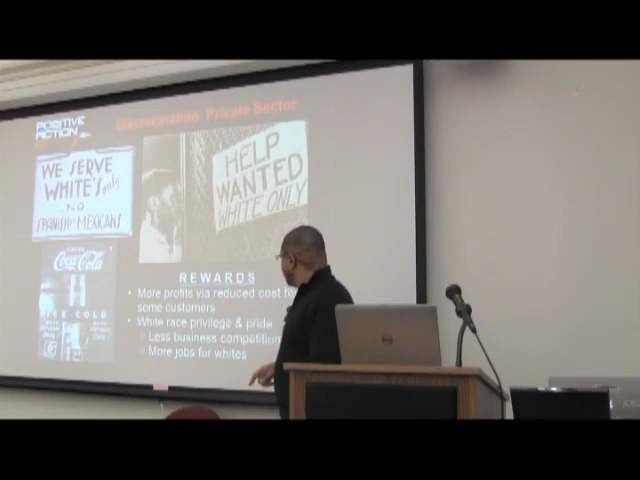 POSITIVE
ACTION
Discrimination: Private Sector
WE SERVE
WHITE'S only
NO
SPANISH or MEXICANS
HELP
WANTED
WHITE ONLY
DRINK
Coca-Cola
ICE COLD
REWARDS
• More profits via reduced cost
some customers
• White race privilege & pride
Less business competition
More jobs for whites
DELL